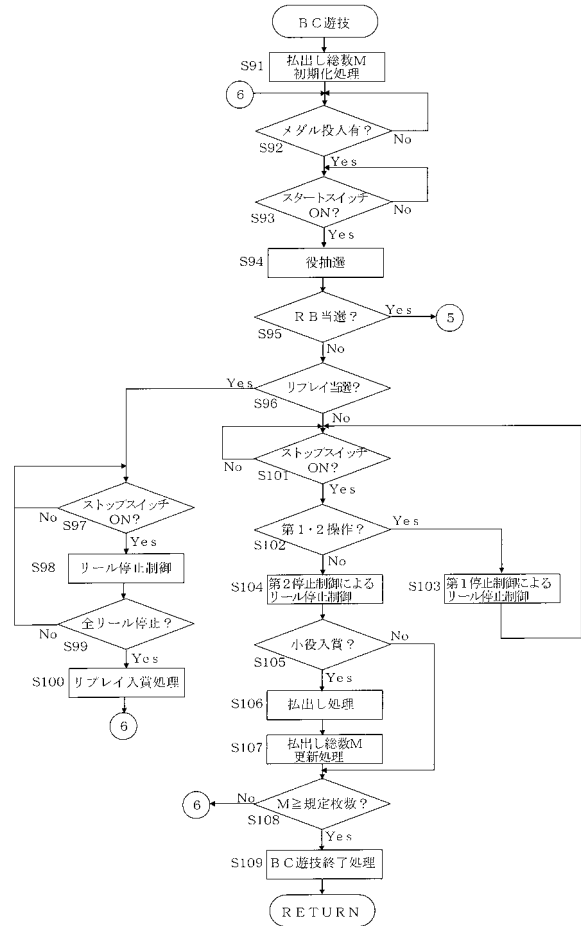 ＢＣ遊技
S91
払出し総数Ｍ
初期化処理
6
メダル投入有？
No
S92
Yes
スタートスイッチ
ON？
No
S93
Yes
S94
役抽選
ＲＢ当選？
Yes
5
S95
No
Yes
リプレイ当選？
S96
No
ストップスイッチ
ON？
No
S101
Yes
ストップスイッチ
ON？
No
S97
Yes
第１・２操作？
Yes
S102
No
S98
リール停止制御
S104
第２停止制御による
リール停止制御
S103
第１停止制御による
リール停止制御
全リール停止？
No
S99
Yes
小役入賞？
No
S105
Yes
S100
リプレイ入賞処理
6
S106
払出し処理
S107
払出し総数Ｍ
更新処理
6
No
Ｍ≧規定枚数？
S108
Yes
S109
ＢＣ遊技終了処理
ＲＥＴＵＲＮ